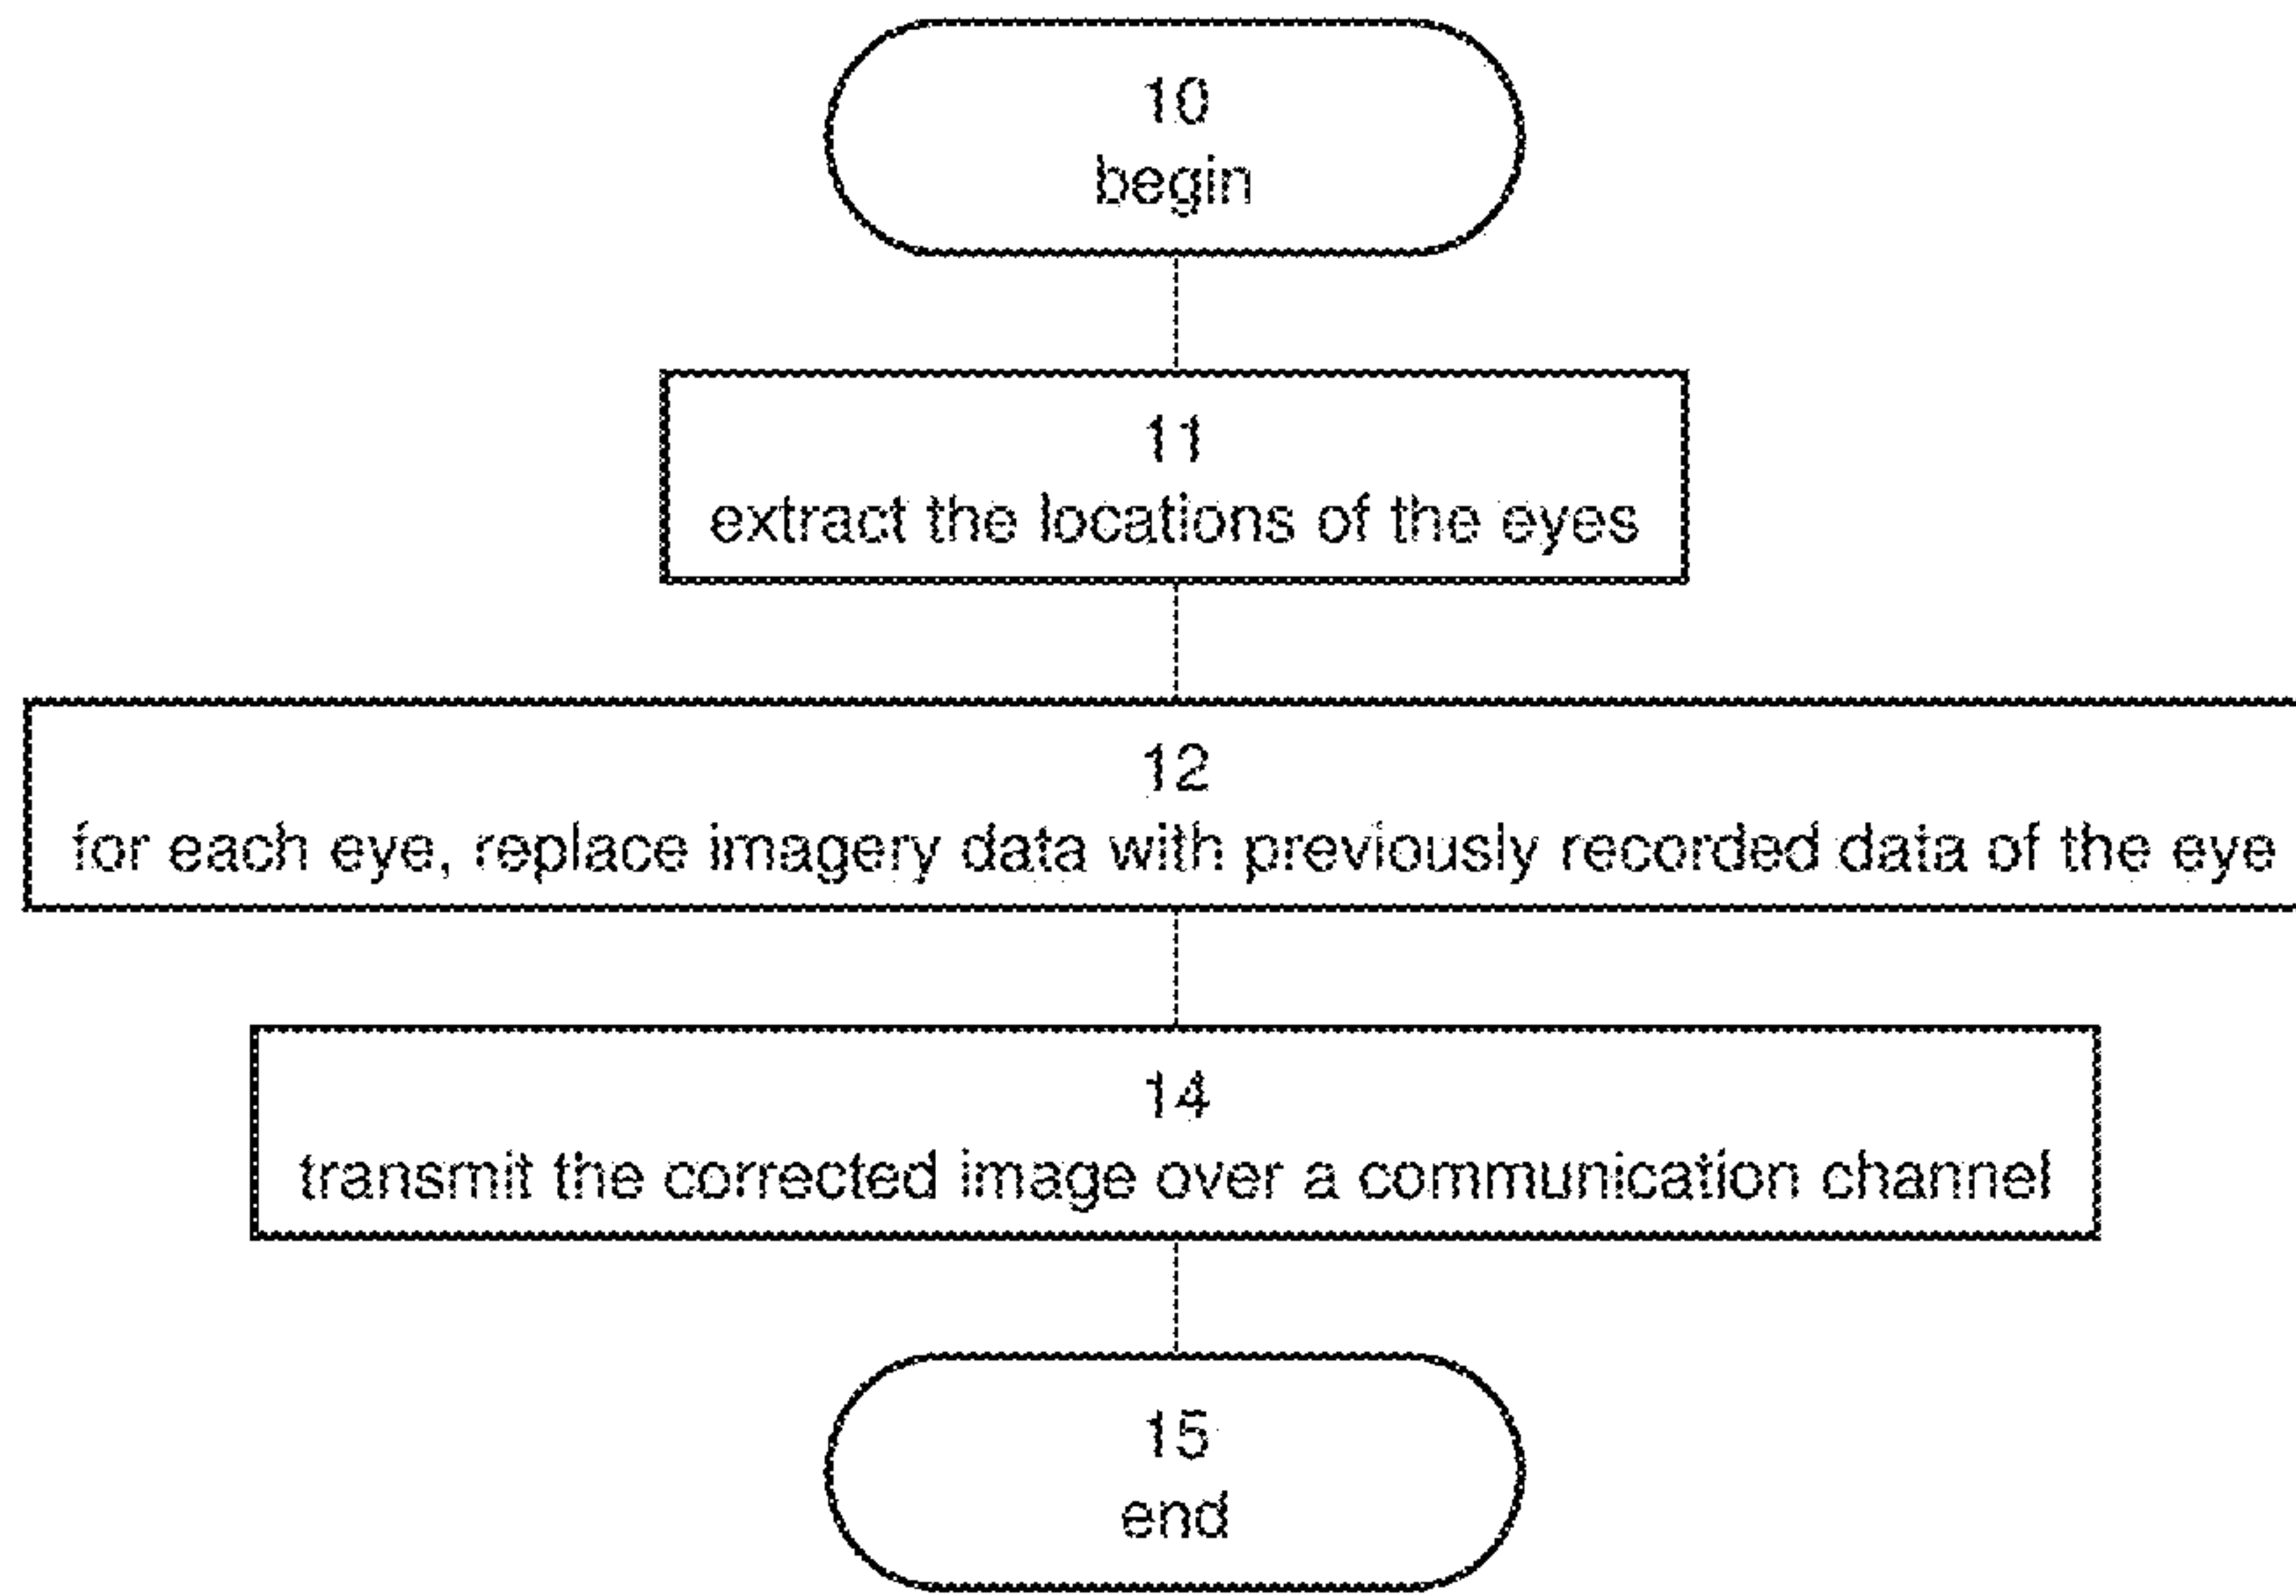 10
begin
11
extract the locations of the eyes
12
for each eye, replace imagery data with previously recorded data of the eye
14
transmit the corrected image over a communication channel
15
end